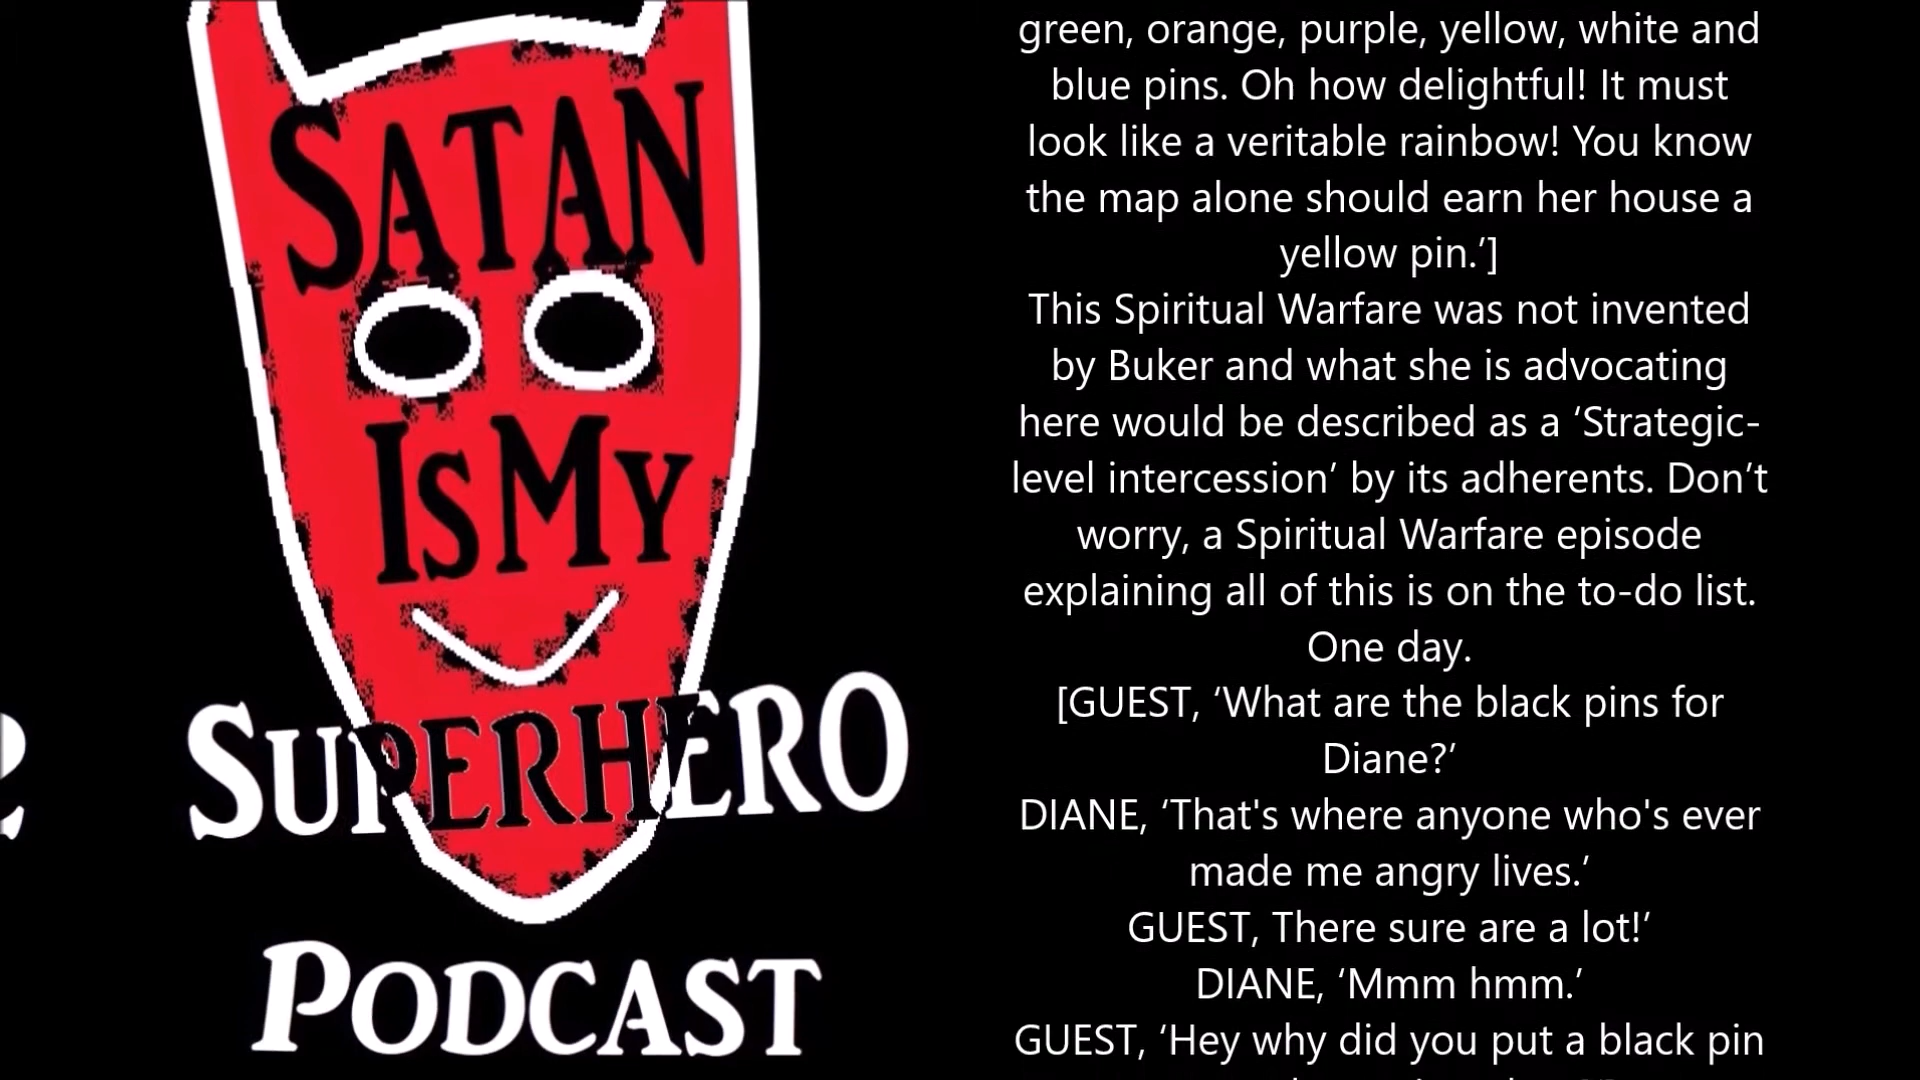 SATAN
IS MY
SUPERHERO
PODCAST
green, orange, purple, yellow, white and
blue pins. Oh how delightful! It must
look like a veritable rainbow! You know
the map alone should earn her house a
yellow pin.’]
This Spiritual Warfare was not invented
by Buker and what she is advocating
here would be described as a ‘Strategic-
level intercession’ by its adherents. Don’t
worry, a Spiritual Warfare episode
explaining all of this is on the to-do list.
One day.
[GUEST, ‘What are the black pins for
Diane?’
DIANE, ‘That's where anyone who's ever
made me angry lives.’
GUEST, There sure are a lot!’
DIANE, ‘Mmm hmm.’
GUEST, ‘Hey why did you put a black pin